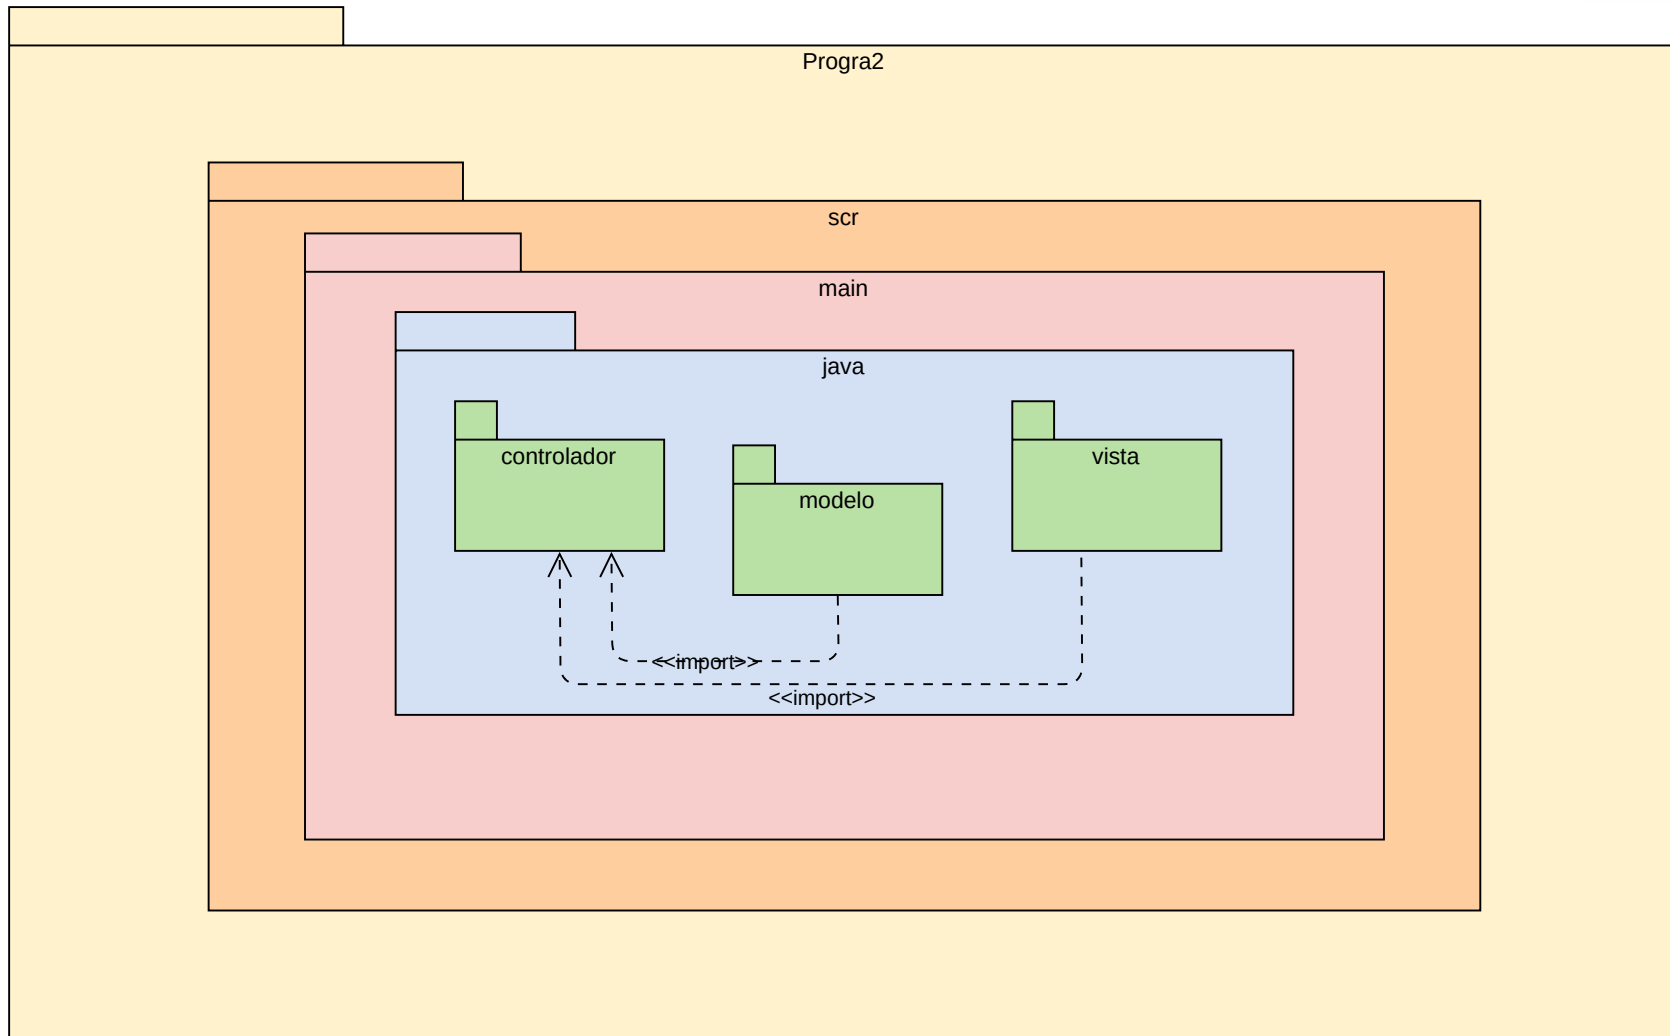 Progra2
scr
main
java
controlador
modelo
vista
<<import>>
<<import>>